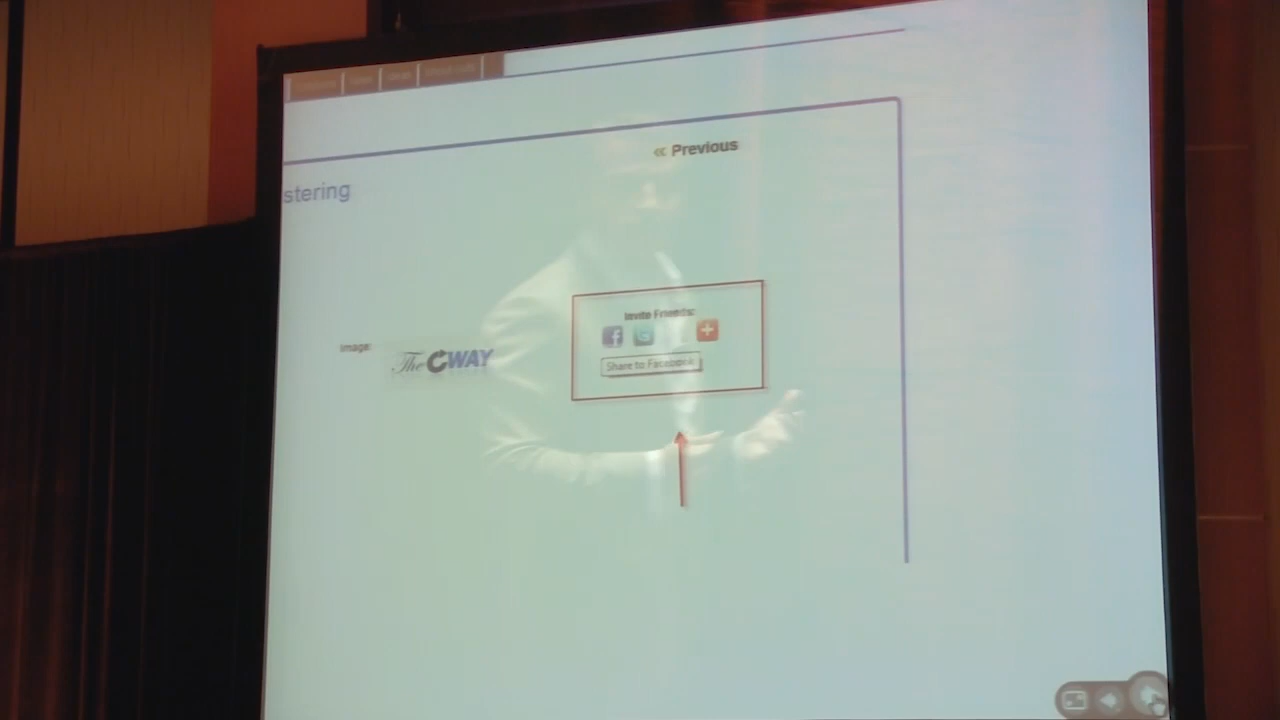 « Previous
stering
Invite Friends:
Image:
The CWAY
Share to Facebook